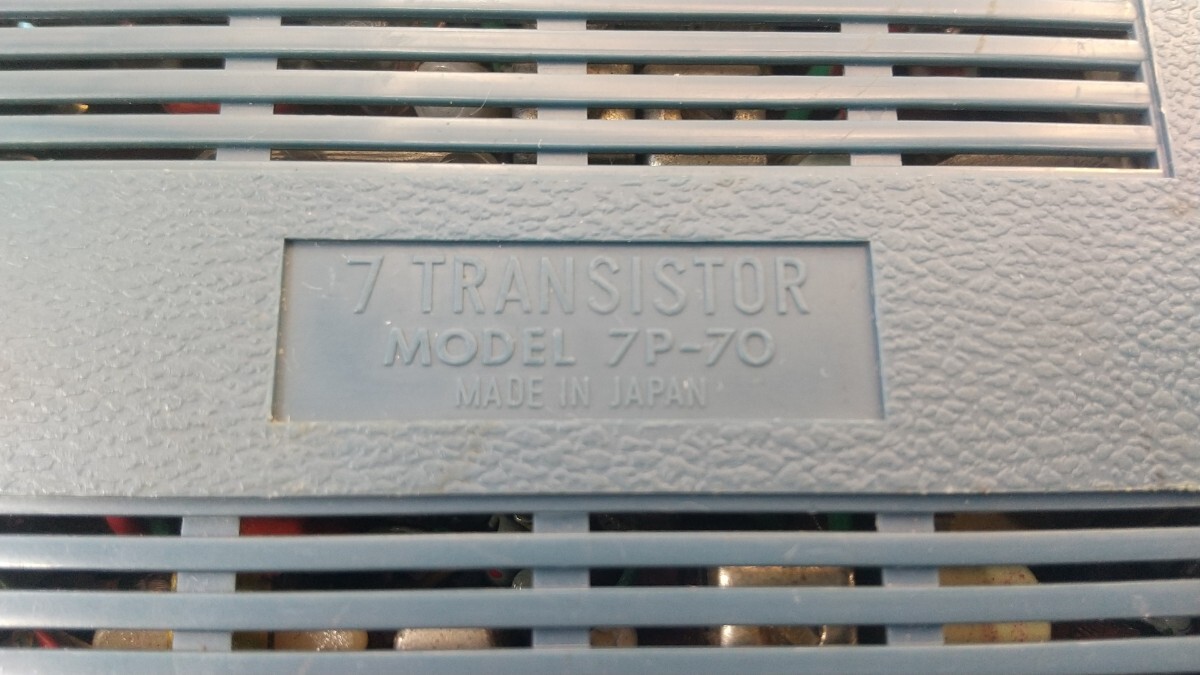 7 TRANSISTOR
MODEL 7P-70
MADE IN JAPAN